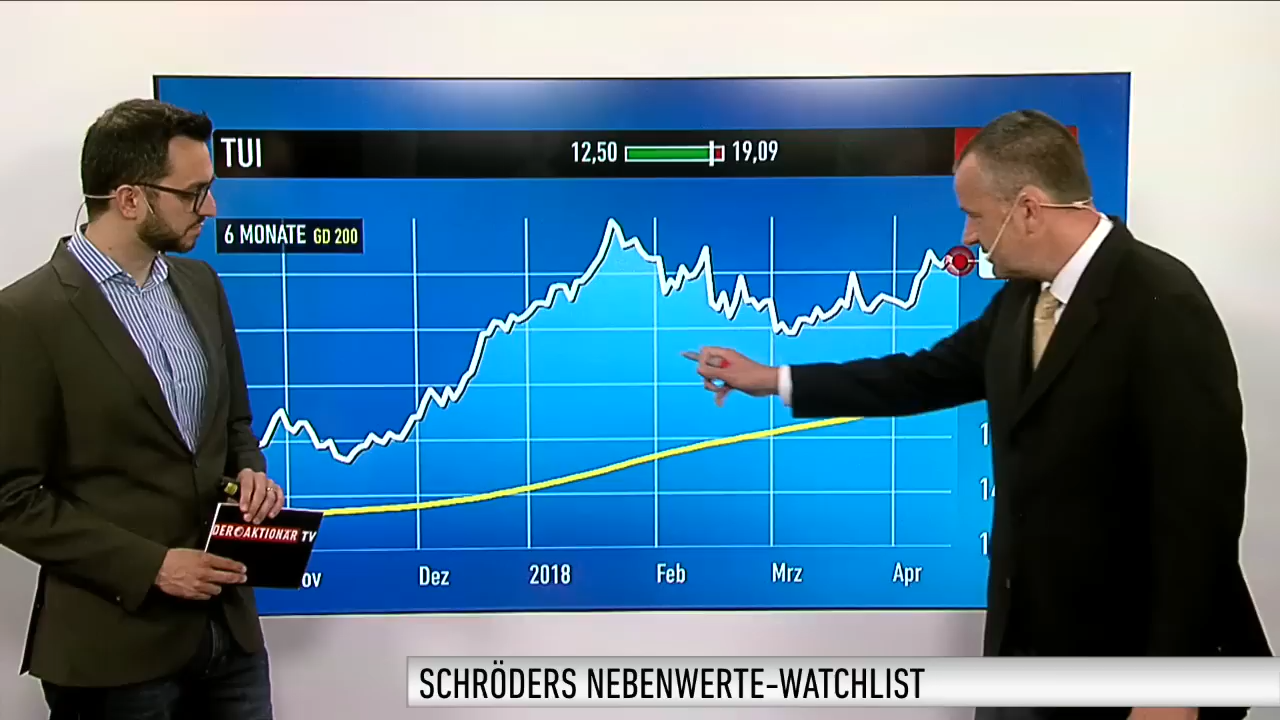 TUI
12,50 19,09
6 MONATE GD 200
DER AKTIONÄR TV
Dez 2018 Feb Mrz Apr
SCHRÖDERS NEBENWERTE-WATCHLIST